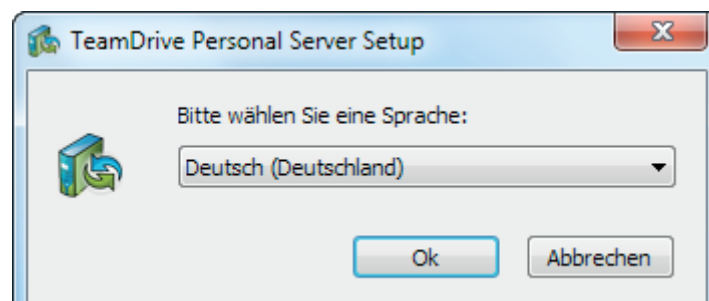 TeamDrive Personal Server Setup
Bitte wählen Sie eine Sprache:
Deutsch (Deutschland)
Ok Abbrechen